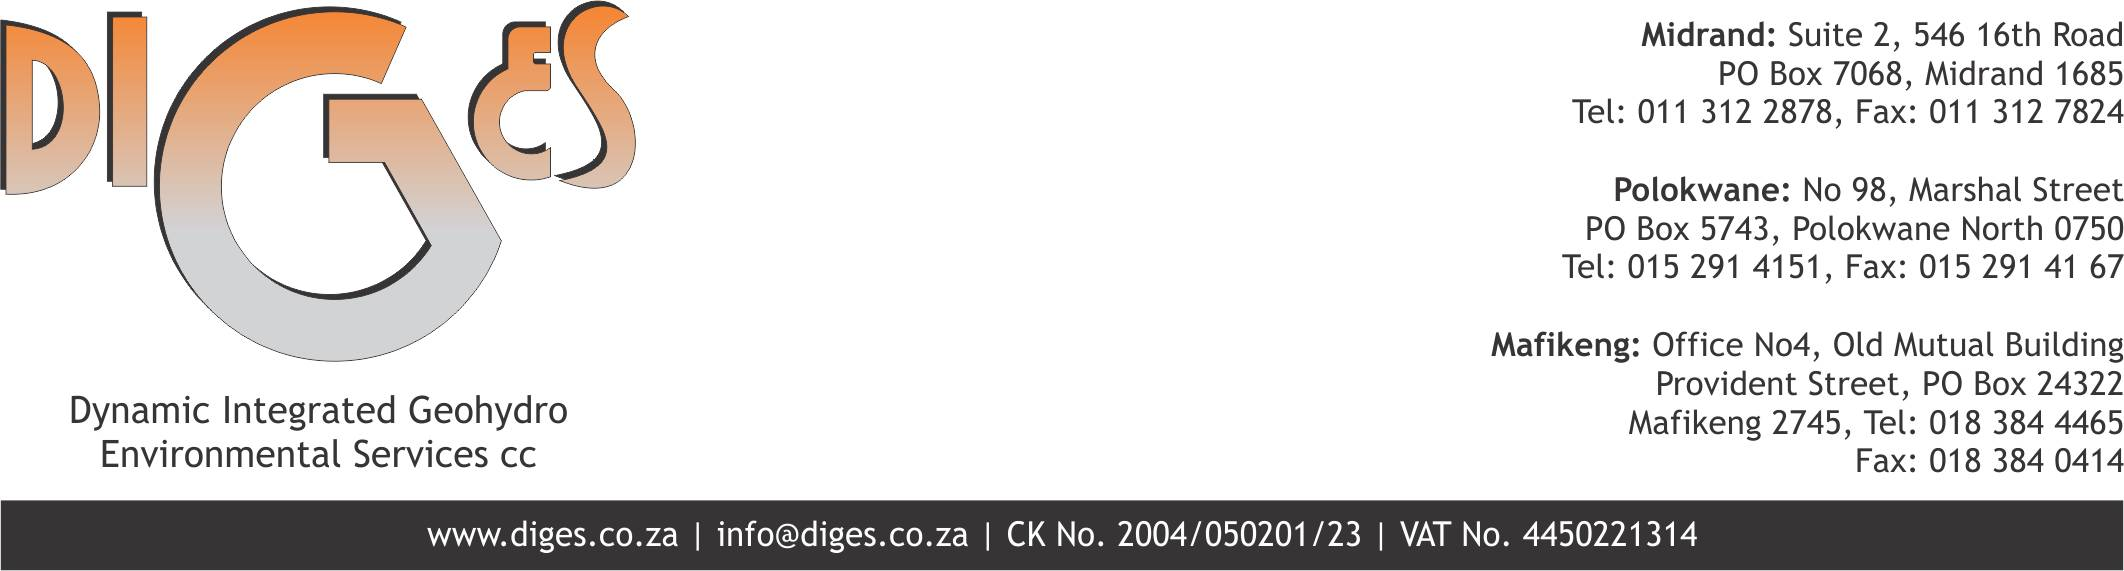 DIGES
Dynamic Integrated Geohydro
Environmental Services cc
Midrand: Suite 2, 546 16th Road
PO Box 7068, Midrand 1685
Tel: 011 312 2878, Fax: 011 312 7824
Polokwane: No 98, Marshal Street
PO Box 5743, Polokwane North 0750
Tel: 015 291 4151, Fax: 015 291 41 67
Mafikeng: Office No4, Old Mutual Building
Provident Street, PO Box 24322
Mafikeng 2745, Tel: 018 384 4465
Fax: 018 384 0414
www.diges.co.za | info@diges.co.za | CK No. 2004/050201/23 | VAT No. 4450221314